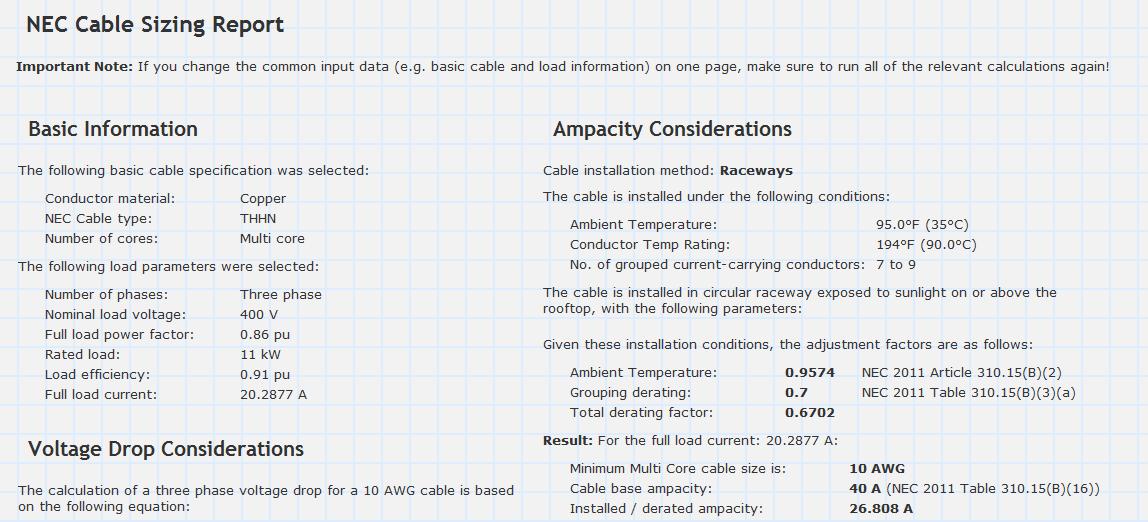 NEC Cable Sizing Report
Important Note: If you change the common input data (e.g. basic cable and load information) on one page, make sure to run all of the relevant calculations again!
Basic Information
The following basic cable specification was selected:
Conductor material: Copper
NEC Cable type: THHN
Number of cores: Multi core
The following load parameters were selected:
Number of phases: Three phase
Nominal load voltage: 400 V
Full load power factor: 0.86 pu
Rated load: 11 kW
Load efficiency: 0.91 pu
Full load current: 20.2877 A
Voltage Drop Considerations
The calculation of a three phase voltage drop for a 10 AWG cable is based
on the following equation:
Ampacity Considerations
Cable installation method: Raceways
The cable is installed under the following conditions:
Ambient Temperature: 95.0ºF (35ºC)
Conductor Temp Rating: 194ºF (90.0ºC)
No. of grouped current-carrying conductors: 7 to 9
The cable is installed in circular raceway exposed to sunlight on or above the
rooftop, with the following parameters:
Given these installation conditions, the adjustment factors are as follows:
Ambient Temperature: 0.9574 NEC 2011 Article 310.15(B)(2)
Grouping derating: 0.7 NEC 2011 Table 310.15(B)(3)(a)
Total derating factor: 0.6702
Result: For the full load current: 20.2877 A:
Minimum Multi Core cable size is: 10 AWG
Cable base ampacity: 40 A (NEC 2011 Table 310.15(B)(16))
Installed / derated ampacity: 26.808 A